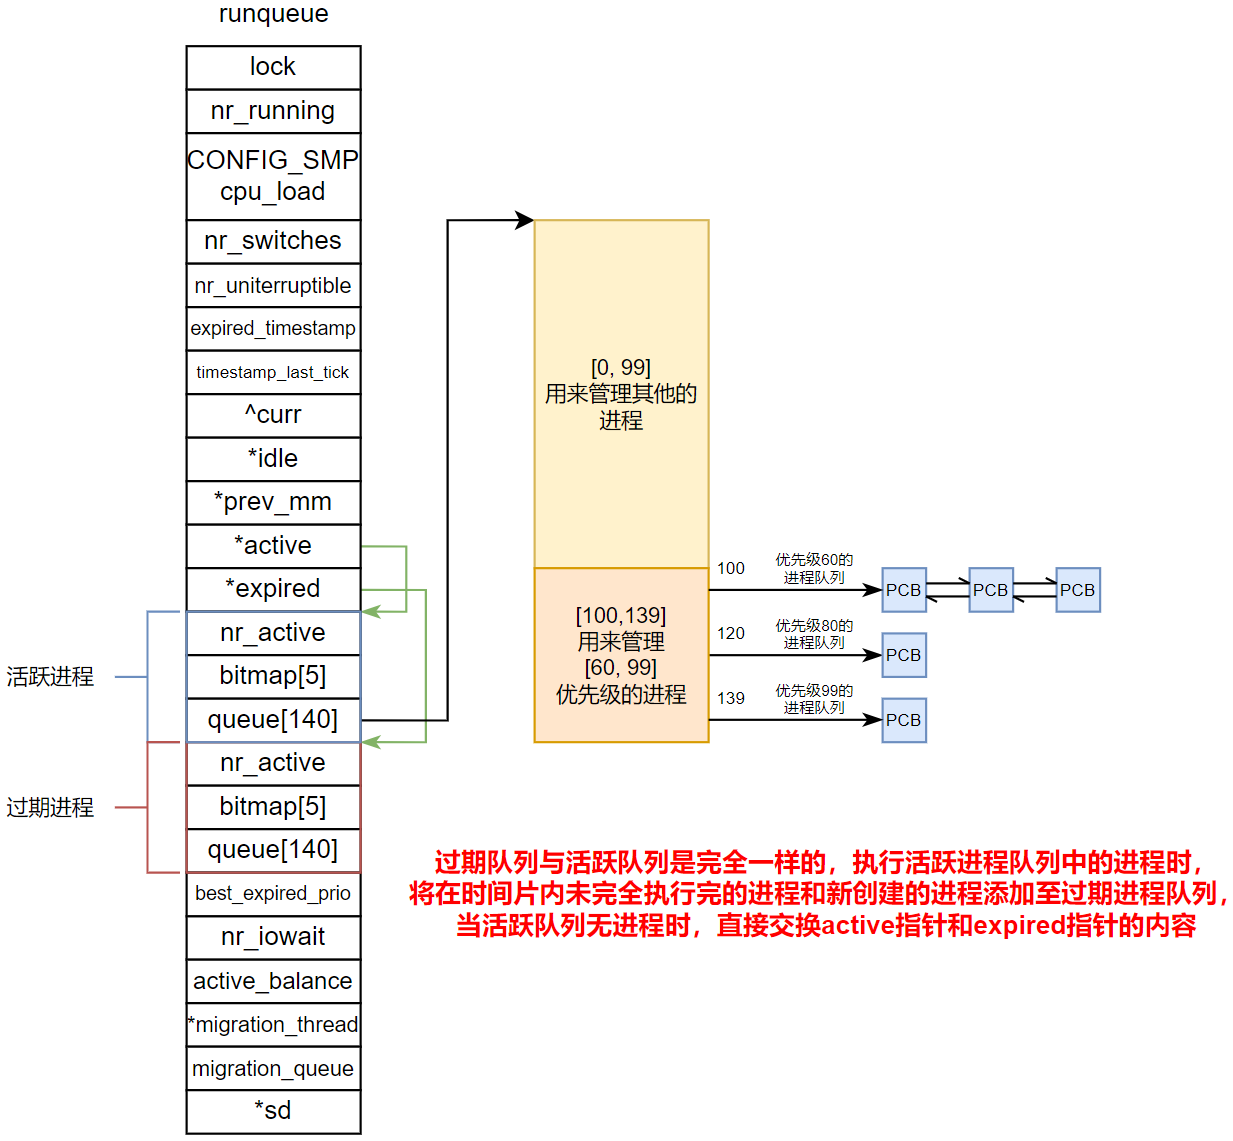 runqueue
lock
nr_running
CONFIG_SMP
cpu_load
nr_switches
nr_uniterruptible
expired_timestamp
timestamp_last_tick
^curr
*idle
*prev_mm
*active
*expired
nr_active
bitmap[5]
queue[140]
nr_active
bitmap[5]
queue[140]
best_expired_prio
nr_iowait
active_balance
*migration_thread
migration_queue
*sd
活跃进程
过期进程
[0, 99]
用来管理其他的
进程
[100,139]
用来管理
[60, 99]
优先级的进程
100
优先级60的
进程队列
PCB
PCB
PCB
120
优先级80的
进程队列
PCB
139
优先级99的
进程队列
PCB
过期队列与活跃队列是完全一样的，执行活跃进程队列中的进程时，
将在时间片内未完全执行完的进程和新创建的进程添加至过期进程队列，
当活跃队列无进程时，直接交换active指针和expired指针的内容